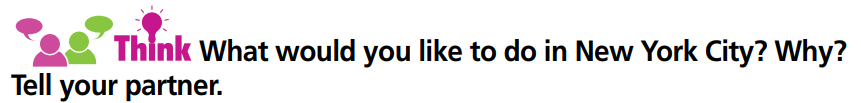 Think What would you like to do in New York City? Why?
Tell your partner.